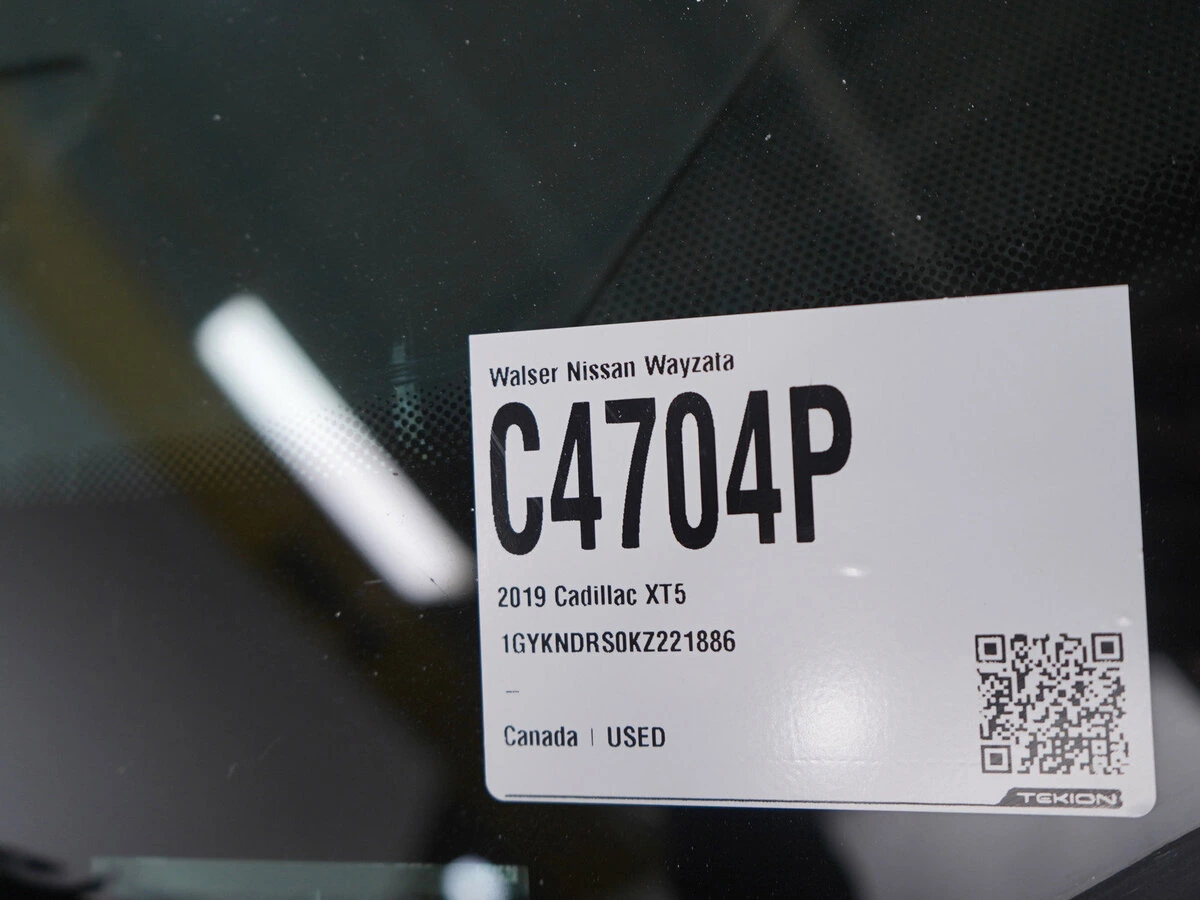 Walser Nissan Wayzata
C4704P
2019 Cadillac XT5
1GYKNDRS0KZ221886
—
Canada | USED
TEKION